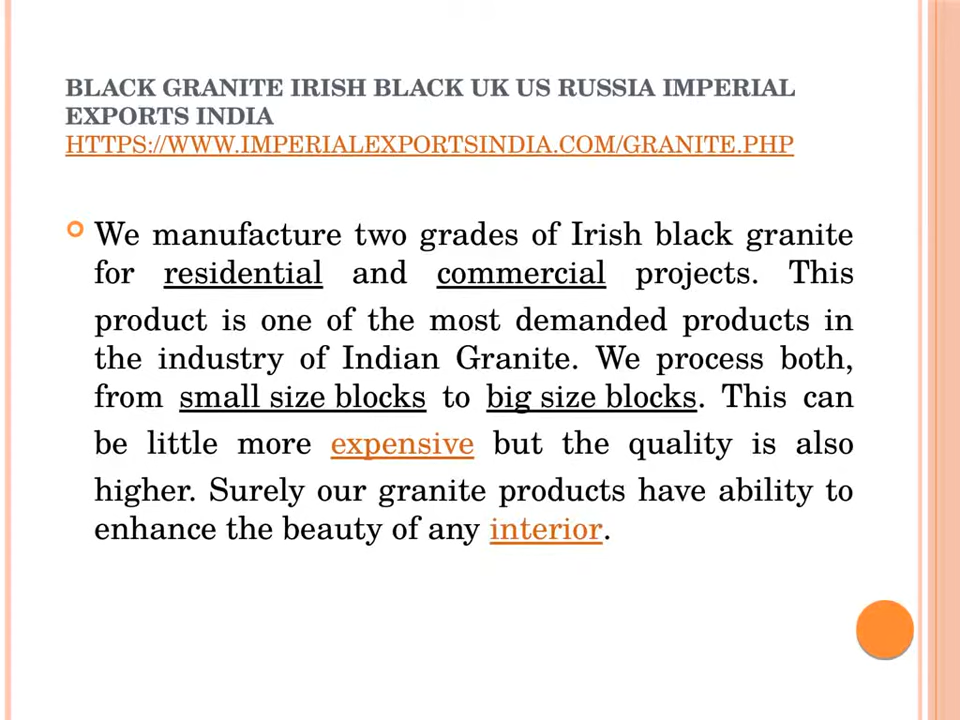 BLACK GRANITE IRISH BLACK UK US RUSSIA IMPERIAL
EXPORTS INDIA
HTTPS://WWW.IMPERIALEXPORTSINDIA.COM/GRANITE.PHP
We manufacture two grades of Irish black granite
for residential and commercial projects. This
product is one of the most demanded products in
the industry of Indian Granite. We process both,
from small size blocks to big size blocks. This can
be little more expensive but the quality is also
higher. Surely our granite products have ability to
enhance the beauty of any interior.